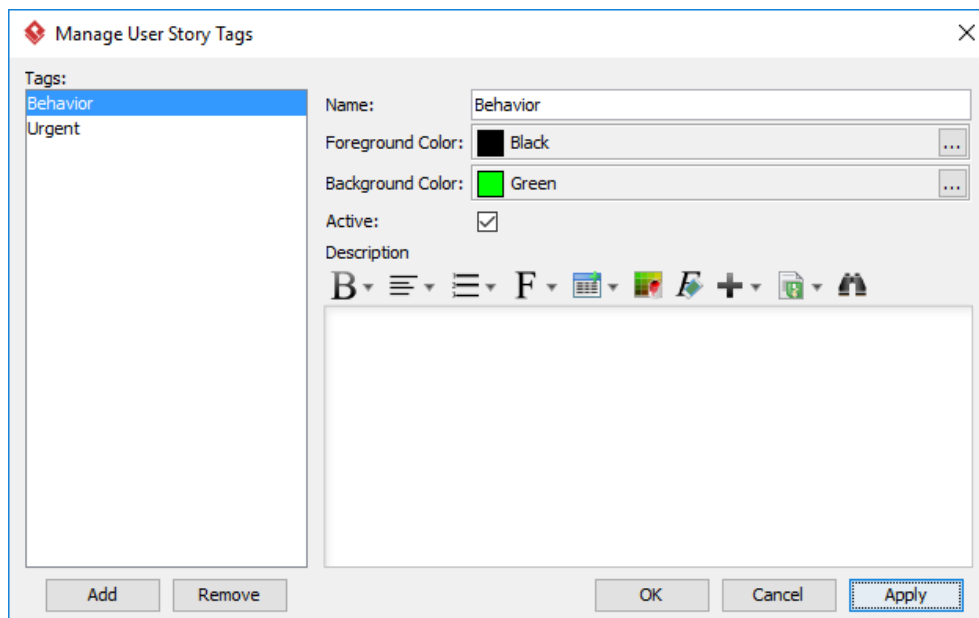 Manage User Story Tags
Tags:
Behavior
Urgent
Name: Behavior
Foreground Color: Black ...
Background Color: Green ...
Active:
Description
B F F
Add Remove OK Cancel Apply